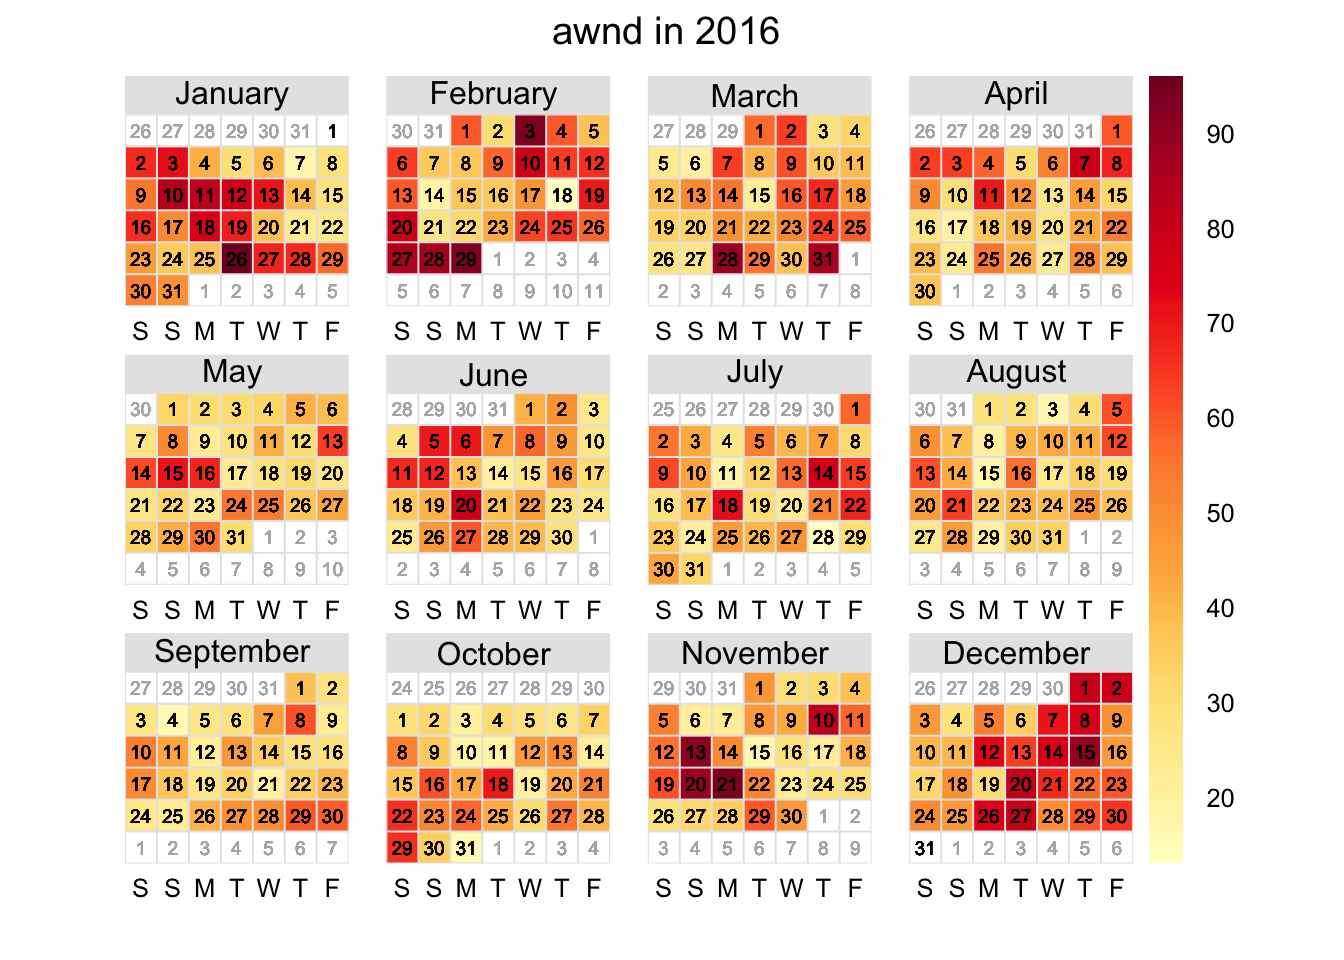 awnd in 2016
January February March April
26 27 28 29 30 31 1 30 31 1 2 3 4 5 27 28 29 1 2 3 4 26 27 28 29 30 31 1 90
2 3 4 5 6 7 8 6 7 8 9 10 11 12 5 6 7 8 9 10 11 2 3 4 5 6 7 8
9 10 11 12 13 14 15 13 14 15 16 17 18 19 12 13 14 15 16 17 18 9 10 11 12 13 14 15
16 17 18 19 20 21 22 20 21 22 23 24 25 26 19 20 21 22 23 24 25 16 17 18 19 20 21 22 80
23 24 25 26 27 28 29 27 28 29 1 2 3 4 26 27 28 29 30 31 1 23 24 25 26 27 28 29
30 31 1 2 3 4 5 5 6 7 8 9 10 11 2 3 4 5 6 7 8 30 1 2 3 4 5 6
S S M T W T F S S M T W T F S S M T W T F S S M T W T F 70
May June July August
30 1 2 3 4 5 6 28 29 30 31 1 2 3 25 26 27 28 29 30 1 30 31 1 2 3 4 5 60
7 8 9 10 11 12 13 4 5 6 7 8 9 10 2 3 4 5 6 7 8 6 7 8 9 10 11 12
14 15 16 17 18 19 20 11 12 13 14 15 16 17 9 10 11 12 13 14 15 13 14 15 16 17 18 19
21 22 23 24 25 26 27 18 19 20 21 22 23 24 16 17 18 19 20 21 22 20 21 22 23 24 25 26 50
28 29 30 31 1 2 3 25 26 27 28 29 30 1 23 24 25 26 27 28 29 27 28 29 30 31 1 2
4 5 6 7 8 9 10 2 3 4 5 6 7 8 30 31 1 2 3 4 5 3 4 5 6 7 8 9
S S M T W T F S S M T W T F S S M T W T F S S M T W T F 40
September October November December
27 28 29 30 31 1 2 24 25 26 27 28 29 30 29 30 31 1 2 3 4 26 27 28 29 30 1 2 30
3 4 5 6 7 8 9 1 2 3 4 5 6 7 5 6 7 8 9 10 11 3 4 5 6 7 8 9
10 11 12 13 14 15 16 8 9 10 11 12 13 14 12 13 14 15 16 17 18 10 11 12 13 14 15 16
17 18 19 20 21 22 23 15 16 17 18 19 20 21 19 20 21 22 23 24 25 17 18 19 20 21 22 23 20
24 25 26 27 28 29 30 22 23 24 25 26 27 28 26 27 28 29 30 1 2 24 25 26 27 28 29 30
1 2 3 4 5 6 7 29 30 31 1 2 3 4 3 4 5 6 7 8 9 31 1 2 3 4 5 6
S S M T W T F S S M T W T F S S M T W T F S S M T W T F